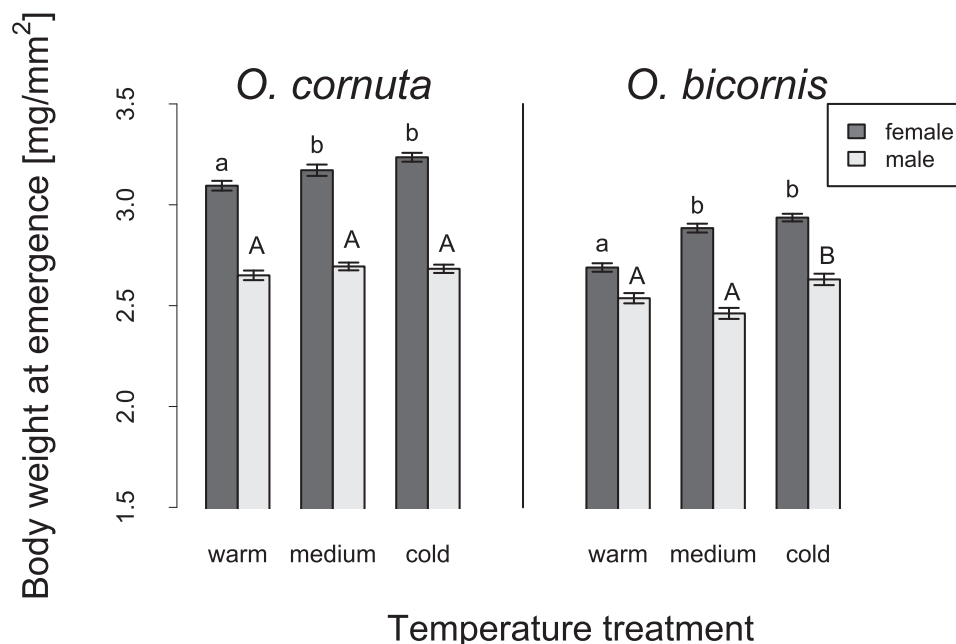 Body weight at emergence [mg/mm²]
O. cornuta
O. bicornis
female
male
3.5
3.0
2.5
2.0
1.5
a
A
b
A
b
A
a
A
b
A
b
B
warm
medium
cold
warm
medium
cold
Temperature treatment